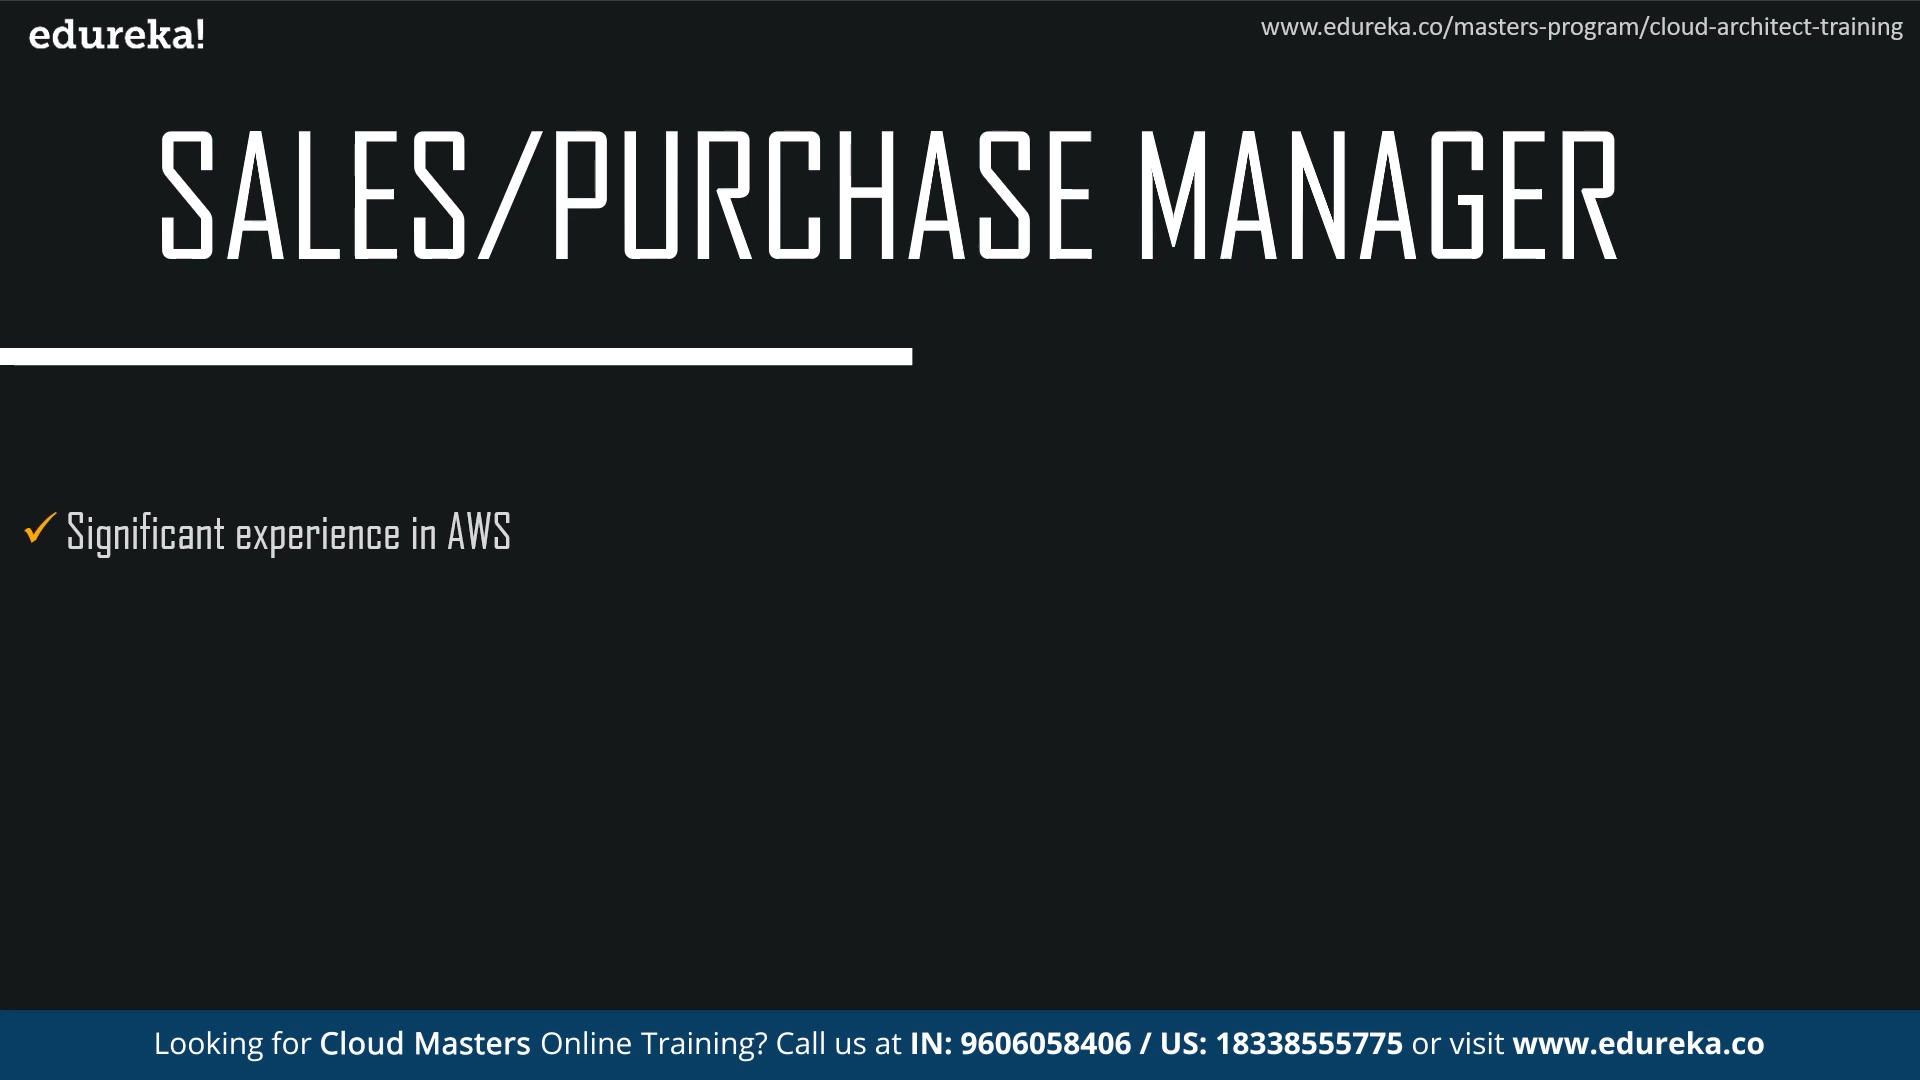 edureka!
www.edureka.co/masters-program/cloud-architect-training
SALES/PURCHASE MANAGER
✓ Significant experience in AWS
Looking for Cloud Masters Online Training? Call us at IN: 9606058406 / US: 18338555775 or visit www.edureka.co